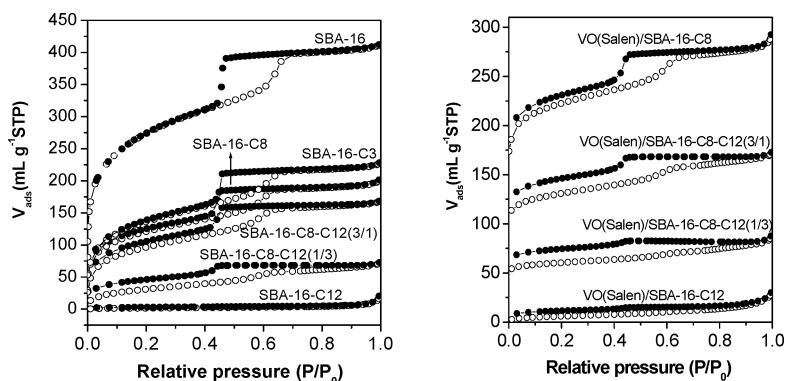 450
400
350
300
250
200
150
100
50
0
V_ads(mL g⁻¹STP)
SBA-16
SBA-16-C8
SBA-16-C3
SBA-16-C8-C12(3/1)
SBA-16-C8-C12(1/3)
SBA-16-C12
0.0 0.2 0.4 0.6 0.8 1.0
Relative pressure (P/P₀)
300
250
200
150
100
50
0
V_ads(mL g⁻¹STP)
VO(Salen)/SBA-16-C8
VO(Salen)/SBA-16-C8-C12(3/1)
VO(Salen)/SBA-16-C8-C12(1/3)
VO(Salen)/SBA-16-C12
0.0 0.2 0.4 0.6 0.8 1.0
Relative pressure (P/P₀)